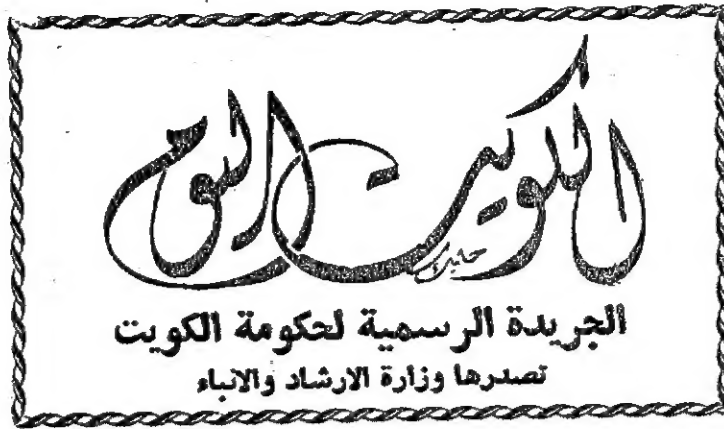 الكويت اليوم
الجريدة الرسمية لحكومة الكويت
تصدرها وزارة الارشاد والانباء